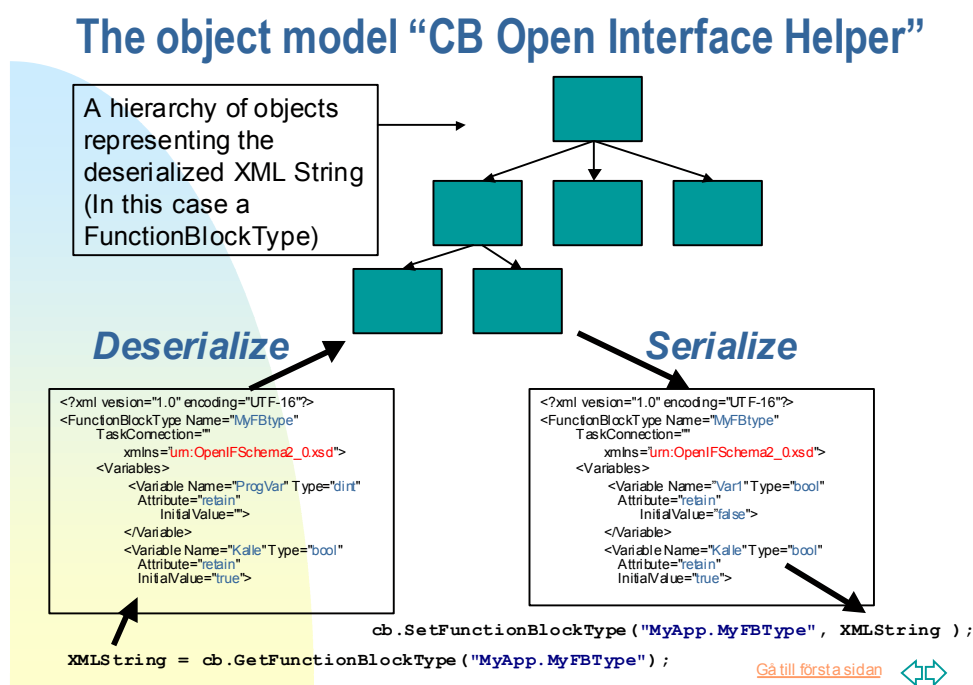 The object model “CB Open Interface Helper”
A hierarchy of objects
representing the
deserialized XML String
(In this case a
FunctionBlockType)
Deserialize
Serialize
<?xml version="1.0" encoding="UTF-16"?>
<FunctionBlockType Name="MyFBtype"
TaskConnection=""
xmlns="urn:OpenIFSchema2_0.xsd">
<Variables>
<Variable Name="ProgVar" Type="dint"
Attribute="retain"
InitialValue="">
</Variable>
<Variable Name="Kalle" Type="bool"
Attribute="retain"
InitialValue="true">
<?xml version="1.0" encoding="UTF-16"?>
<FunctionBlockType Name="MyFBtype"
TaskConnection=""
xmlns="urn:OpenIFSchema2_0.xsd">
<Variables>
<Variable Name=”Var1" Type="bool"
Attribute="retain"
InitialValue=”false">
</Variable>
<Variable Name="Kalle" Type="bool"
Attribute="retain"
InitialValue="true">
cb.SetFunctionBlockType("MyApp.MyFBType", XMLString );
XMLString = cb.GetFunctionBlockType("MyApp.MyFBType");
Gå till första sidan